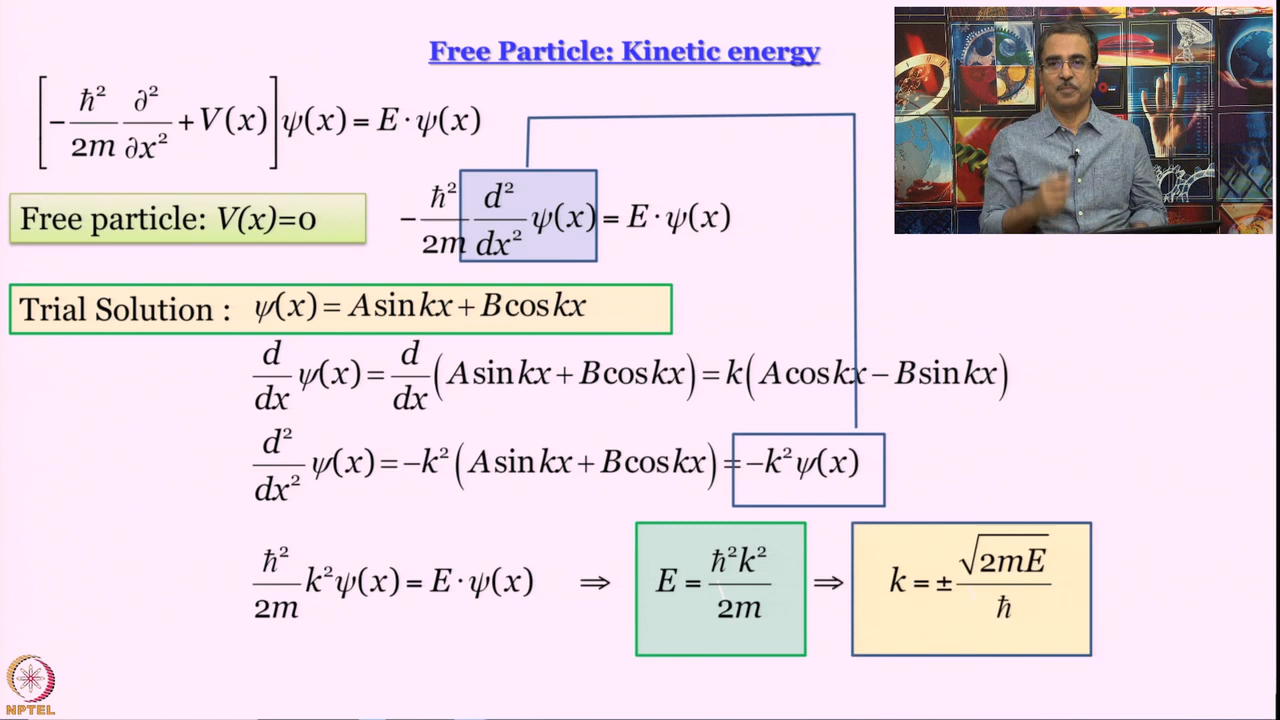 Free Particle: Kinetic energy
[−ħ²/2m ∂²/∂x² + V(x)]ψ(x) = E·ψ(x)
Free particle: V(x)=0
−ħ²/2m d²/dx² ψ(x) = E·ψ(x)
Trial Solution : ψ(x) = A sin kx + B cos kx
d/dx ψ(x) = d/dx (A sin kx + B cos kx) = k(A cos kx − B sin kx)
d²/dx² ψ(x) = −k² (A sin kx + B cos kx) = −k² ψ(x)
ħ²/2m k²ψ(x) = E·ψ(x) ⇒ E = ħ²k²/2m ⇒ k = ± √2mE/ħ
NPTEL